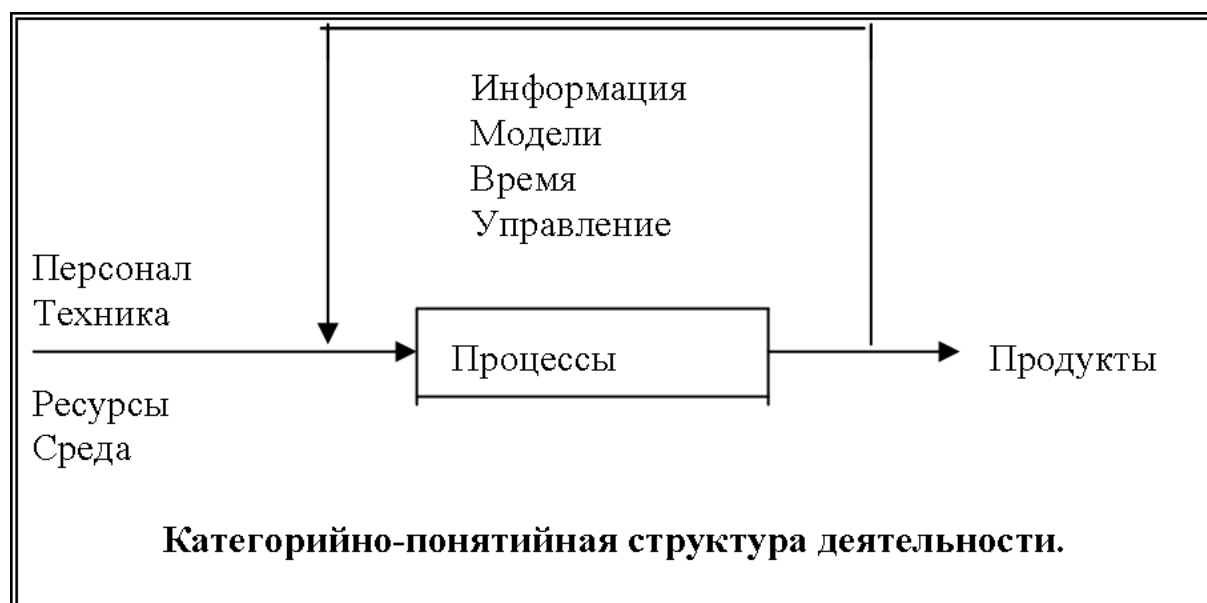 Информация
Модели
Время
Управление
Персонал
Техника
Процессы
Продукты
Ресурсы
Среда
Категорийно-понятийная структура деятельности.